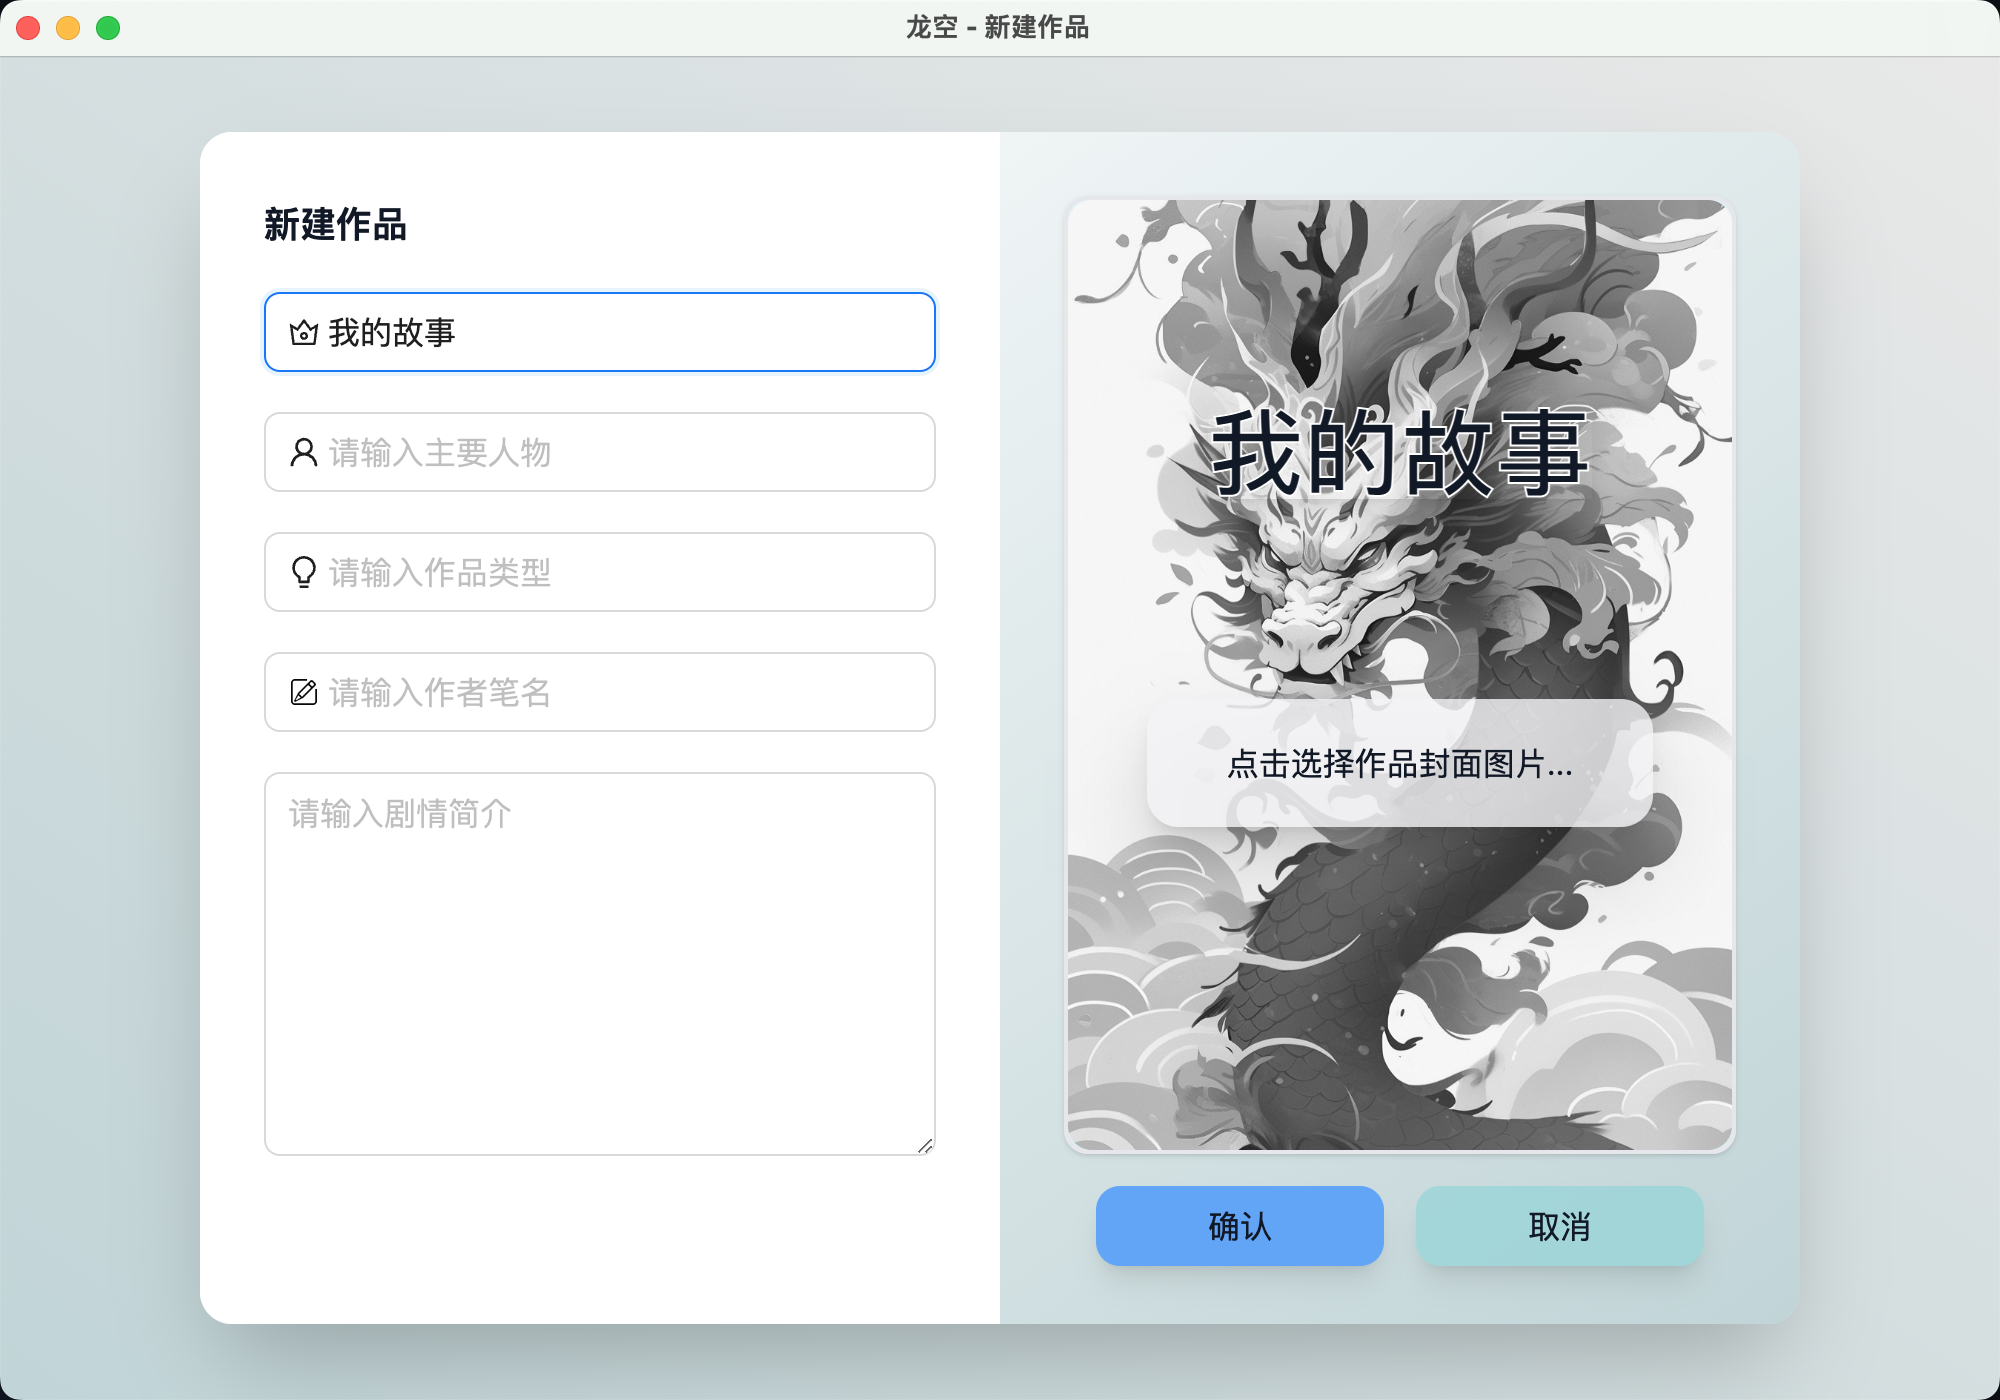 龙空 - 新建作品
新建作品
我的故事
请输入主要人物
请输入作品类型
请输入作者笔名
请输入剧情简介
我的故事
点击选择作品封面图片...
确认
取消